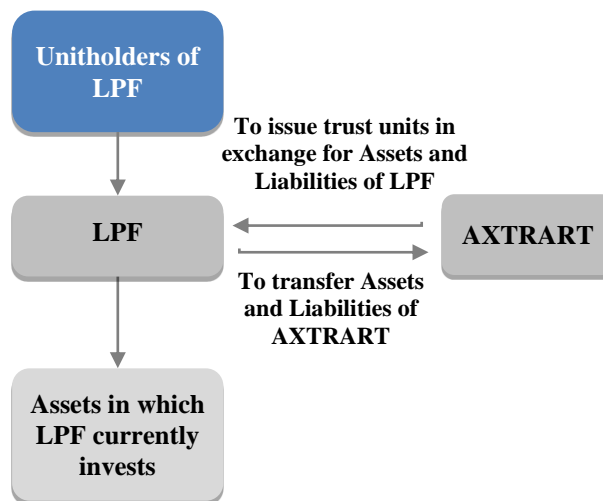 Unitholders of
LPF
To issue trust units in
exchange for Assets and
Liabilities of LPF
LPF
AXTRART
To transfer Assets
and Liabilities of
AXTRART
Assets in which
LPF currently
invests